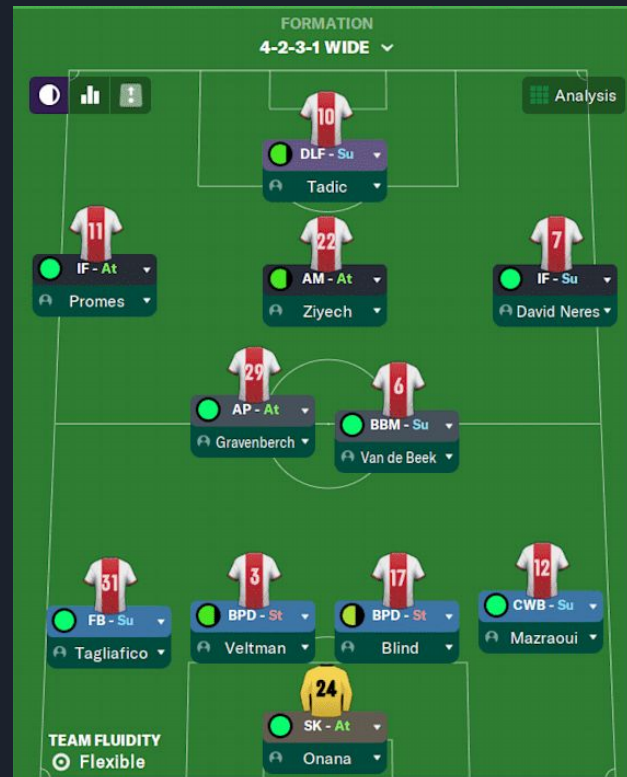 FORMATION
4-2-3-1 WIDE
Analysis
10
DLF - Su
Tadic
11
IF - At
Promes
22
AM - At
Ziyech
7
IF - Su
David Neres
29
AP - At
Gravenberch
6
BBM - Su
Van de Beek
31
FB - Su
Tagliafico
3
BPD - St
Veltman
17
BPD - St
Blind
12
CWB - Su
Mazraoui
24
SK - At
Onana
TEAM FLUIDITY
Flexible